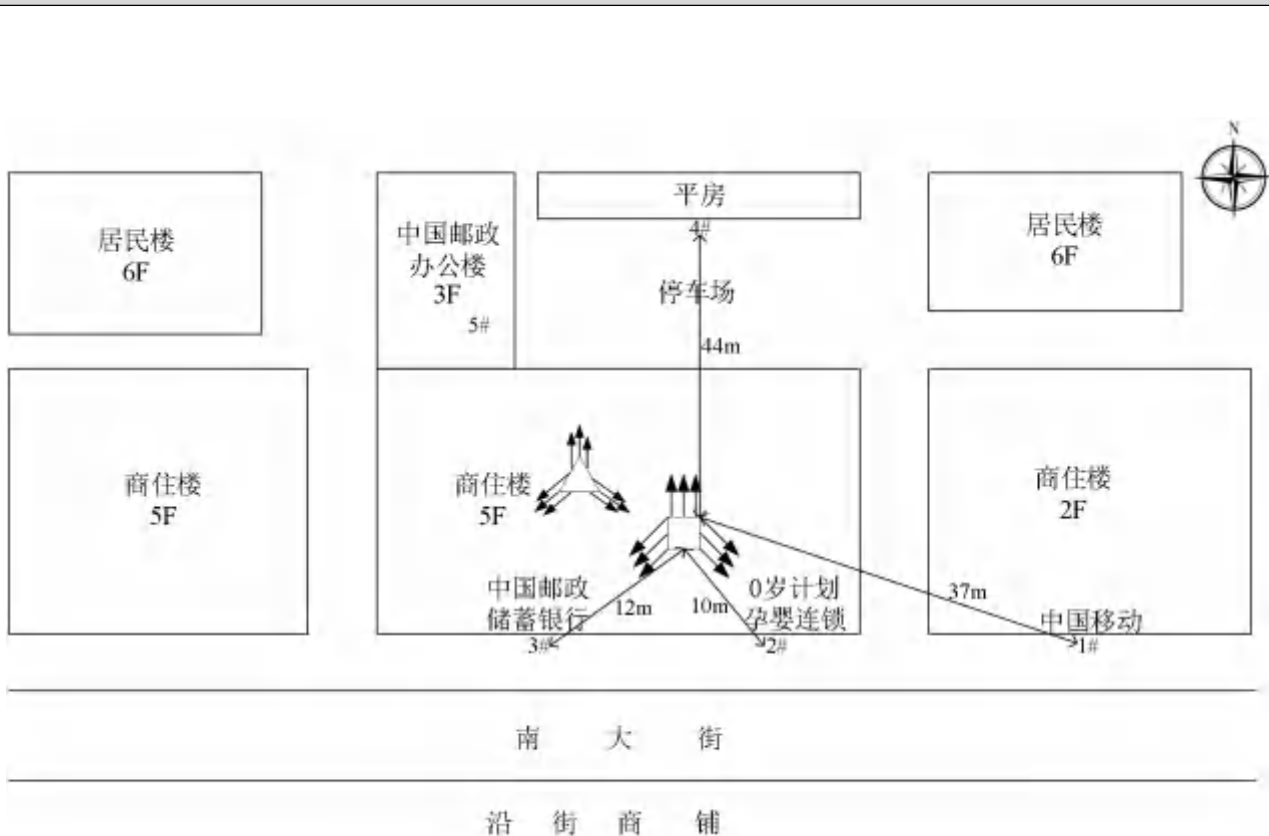 N
平房
4#
居民楼
6F
中国邮政
办公楼
3F
5#
居民楼
6F
停车场
44m
商住楼
5F
商住楼
5F
商住楼
2F
中国邮政
储蓄银行
3#
12m
10m
0岁计划
孕婴连锁
2#
37m
中国移动
1#
南大街
沿街商铺